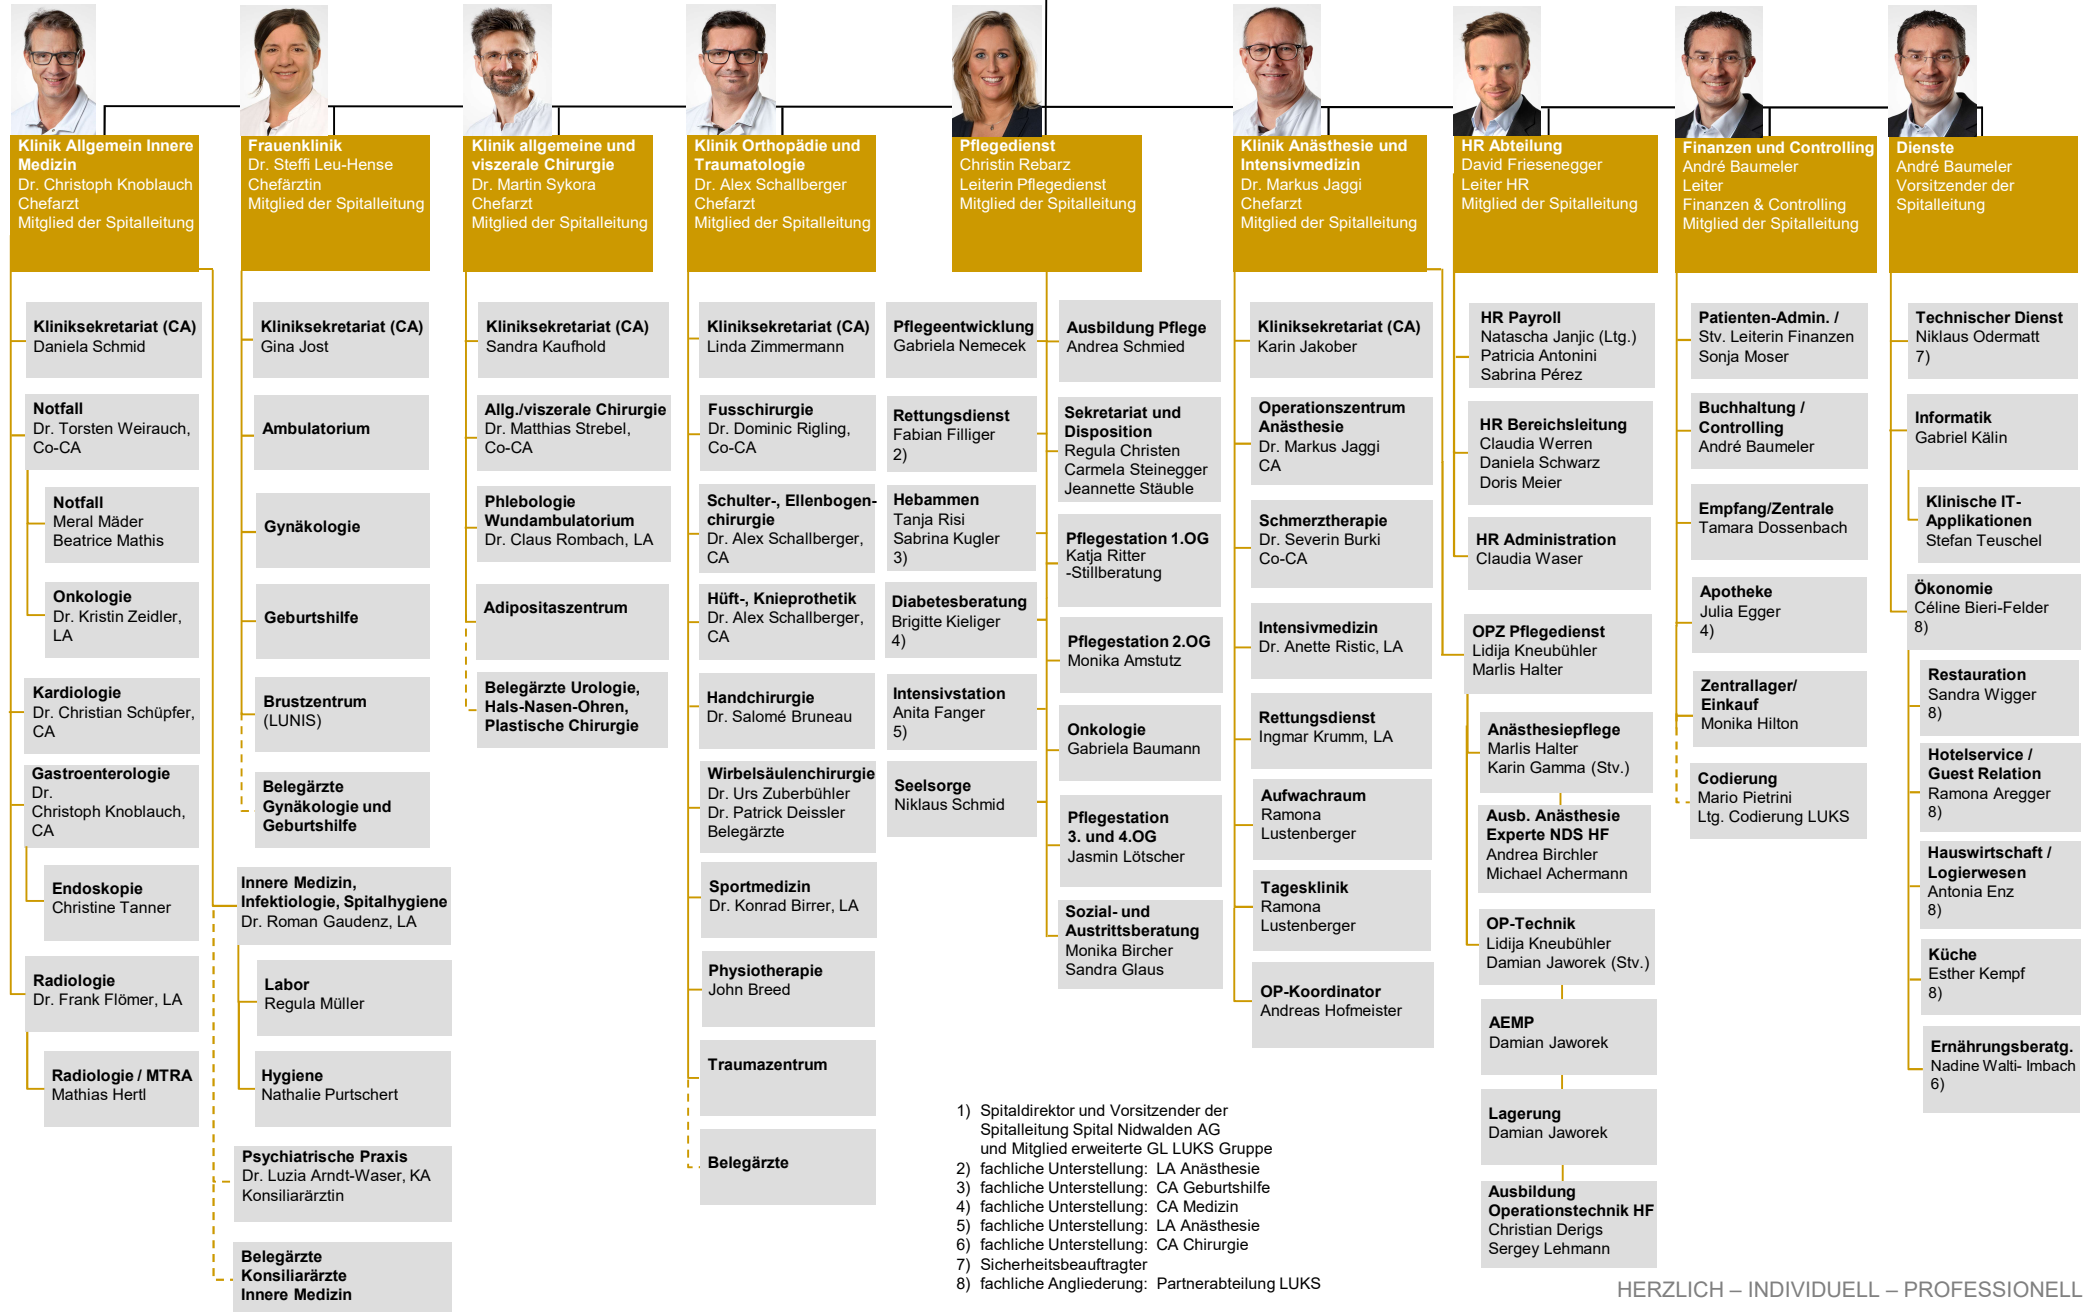 Klinik Allgemein Innere
Medizin
Dr. Christoph Knoblauch
Chefarzt
Mitglied der Spitalleitung
Kliniksekretariat (CA)
Daniela Schmid
Notfall
Dr. Torsten Weirauch,
Co-CA
Notfall
Meral Mäder
Beatrice Mathis
Onkologie
Dr. Kristin Zeidler,
LA
Kardiologie
Dr. Christian Schüpfer,
CA
Gastroenterologie
Dr.
Christoph Knoblauch,
CA
Endoskopie
Christine Tanner
Radiologie
Dr. Frank Flömer, LA
Radiologie / MTRA
Mathias Hertl
Innere Medizin,
Infektiologie, Spitalhygiene
Dr. Roman Gaudenz, LA
Labor
Regula Müller
Hygiene
Nathalie Purtschert
Psychiatrische Praxis
Dr. Luzia Arndt-Waser, KA
Konsiliarärztin
Belegärzte
Konsiliarärzte
Innere Medizin
Frauenklinik
Dr. Steffi Leu-Hense
Chefärztin
Mitglied der Spitalleitung
Kliniksekretariat (CA)
Gina Jost
Ambulatorium
Gynäkologie
Geburtshilfe
Brustzentrum
(LUNIS)
Belegärzte
Gynäkologie und
Geburtshilfe
Klinik allgemeine und
viszerale Chirurgie
Dr. Martin Sykora
Chefarzt
Mitglied der Spitalleitung
Kliniksekretariat (CA)
Sandra Kaufhold
Allg./viszerale Chirurgie
Dr. Matthias Strebel,
Co-CA
Phlebologie
Wundambulatorium
Dr. Claus Rombach, LA
Adipositaszentrum
Belegärzte Urologie,
Hals-Nasen-Ohren,
Plastische Chirurgie
Klinik Orthopädie und
Traumatologie
Dr. Alex Schallberger
Chefarzt
Mitglied der Spitalleitung
Kliniksekretariat (CA)
Linda Zimmermann
Fusschirurgie
Dr. Dominic Rigling,
Co-CA
Schulter-, Ellenbogen-
chirurgie
Dr. Alex Schallberger,
CA
Hüft-, Knieprothetik
Dr. Alex Schallberger,
CA
Handchirurgie
Dr. Salomé Bruneau
Wirbelsäulenchirurgie
Dr. Urs Zuberbühler
Dr. Patrick Deissler
Belegärzte
Sportmedizin
Dr. Konrad Birrer, LA
Physiotherapie
John Breed
Traumazentrum
Belegärzte
Pflegedienst
Christin Rebarz
Leiterin Pflegedienst
Mitglied der Spitalleitung
Pflegeentwicklung
Gabriela Nemecek
Rettungsdienst
Fabian Filliger
2)
Hebammen
Tanja Risi
Sabrina Kugler
3)
Diabetesberatung
Brigitte Kieliger
4)
Intensivstation
Anita Fanger
5)
Seelsorge
Niklaus Schmid
Ausbildung Pflege
Andrea Schmied
Sekretariat und
Disposition
Regula Christen
Carmela Steinegger
Jeannette Stäuble
Pflegestation 1.OG
Katja Ritter
-Stillberatung
Pflegestation 2.OG
Monika Amstutz
Onkologie
Gabriela Baumann
Pflegestation
3. und 4.OG
Jasmin Lötscher
Sozial- und
Austrittsberatung
Monika Bircher
Sandra Glaus
Klinik Anästhesie und
Intensivmedizin
Dr. Markus Jaggi
Chefarzt
Mitglied der Spitalleitung
Kliniksekretariat (CA)
Karin Jakober
Operationszentrum
Anästhesie
Dr. Markus Jaggi
CA
Schmerztherapie
Dr. Severin Burki
Co-CA
Intensivmedizin
Dr. Anette Ristic, LA
Rettungsdienst
Ingmar Krumm, LA
Aufwachraum
Ramona
Lustenberger
Tagesklinik
Ramona
Lustenberger
OP-Koordinator
Andreas Hofmeister
HR Abteilung
David Friesenegger
Leiter HR
Mitglied der Spitalleitung
HR Payroll
Natascha Janjic (Ltg.)
Patricia Antonini
Sabrina Pérez
HR Bereichsleitung
Claudia Werren
Daniela Schwarz
Doris Meier
HR Administration
Claudia Waser
OPZ Pflegedienst
Lidija Kneubühler
Marlis Halter
Anästhesiepflege
Marlis Halter
Karin Gamma (Stv.)
Ausb. Anästhesie
Experte NDS HF
Andrea Birchler
Michael Achermann
OP-Technik
Lidija Kneubühler
Damian Jaworek (Stv.)
AEMP
Damian Jaworek
Lagerung
Damian Jaworek
Ausbildung
Operationstechnik HF
Christian Derigs
Sergey Lehmann
Finanzen und Controlling
André Baumeler
Leiter
Finanzen & Controlling
Mitglied der Spitalleitung
Patienten-Admin. /
Stv. Leiterin Finanzen
Sonja Moser
Buchhaltung /
Controlling
André Baumeler
Empfang/Zentrale
Tamara Dossenbach
Apotheke
Julia Egger
4)
Zentrallager/
Einkauf
Monika Hilton
Codierung
Mario Pietrini
Ltg. Codierung LUKS
Dienste
André Baumeler
Vorsitzender der
Spitalleitung
Technischer Dienst
Niklaus Odermatt
7)
Informatik
Gabriel Kälin
Klinische IT-
Applikationen
Stefan Teuschel
Ökonomie
Céline Bieri-Felder
8)
Restauration
Sandra Wigger
8)
Hotelservice /
Guest Relation
Ramona Aregger
8)
Hauswirtschaft /
Logierwesen
Antonia Enz
8)
Küche
Esther Kempf
8)
Ernährungsberatg.
Nadine Walti- Imbach
6)
1) Spitaldirektor und Vorsitzender der
Spitalleitung Spital Nidwalden AG
und Mitglied erweiterte GL LUKS Gruppe
2) fachliche Unterstellung: LA Anästhesie
3) fachliche Unterstellung: CA Geburtshilfe
4) fachliche Unterstellung: CA Medizin
5) fachliche Unterstellung: LA Anästhesie
6) fachliche Unterstellung: CA Chirurgie
7) Sicherheitsbeauftragter
8) fachliche Angliederung: Partnerabteilung LUKS
HERZLICH – INDIVIDUELL – PROFESSIONELL